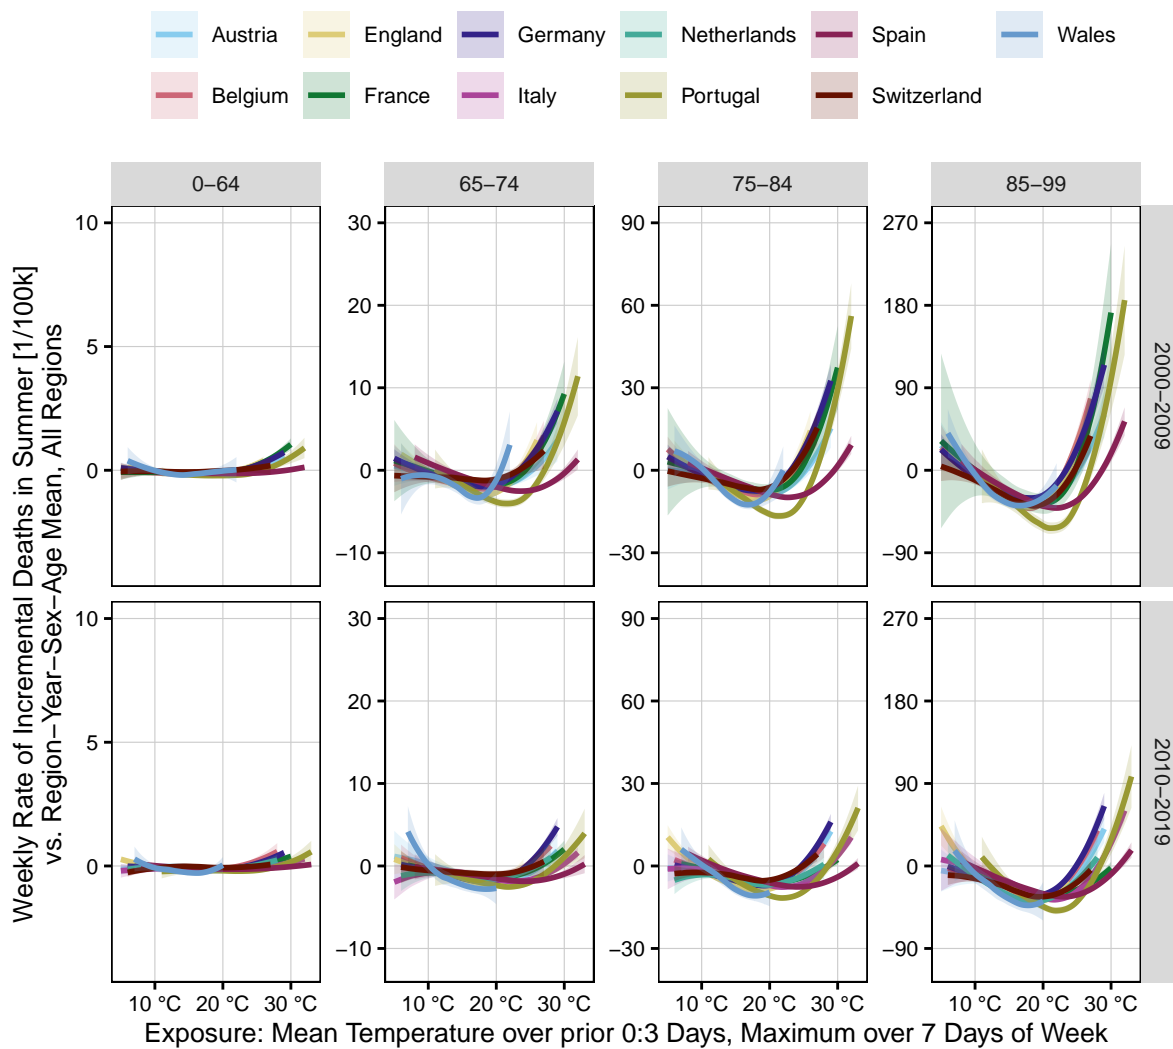 Austria England Germany Netherlands Spain Wales
Belgium France Italy Portugal Switzerland
0−64 65−74 75−84 85−99
10 30 90 270
5 20 60 180
0 10 30 90
0 0 0
−10 −30 −90
2000−2009
10 30 90 270
5 20 60 180
0 10 30 90
0 0 0
−10 −30 −90
2010−2019
10 °C 20 °C 30 °C 10 °C 20 °C 30 °C 10 °C 20 °C 30 °C 10 °C 20 °C 30 °C
Exposure: Mean Temperature over prior 0:3 Days, Maximum over 7 Days of Week
Weekly Rate of Incremental Deaths in Summer [1/100k]
vs. Region−Year−Sex−Age Mean, All Regions